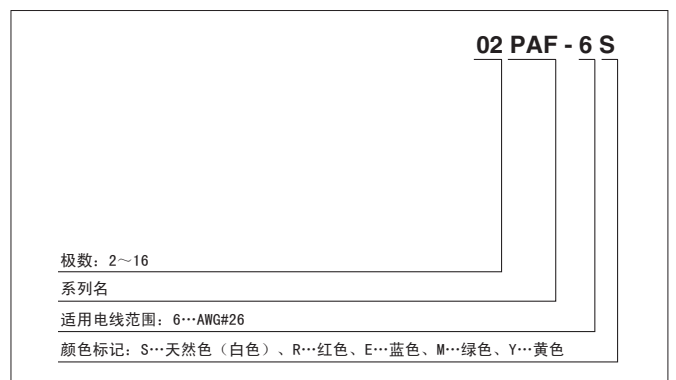 02 PAF - 6 S
极数：2～16
系列名
适用电线范围：6…AWG#26
颜色标记：S…天然色（白色）、R…红色、E…蓝色、M…绿色、Y…黄色